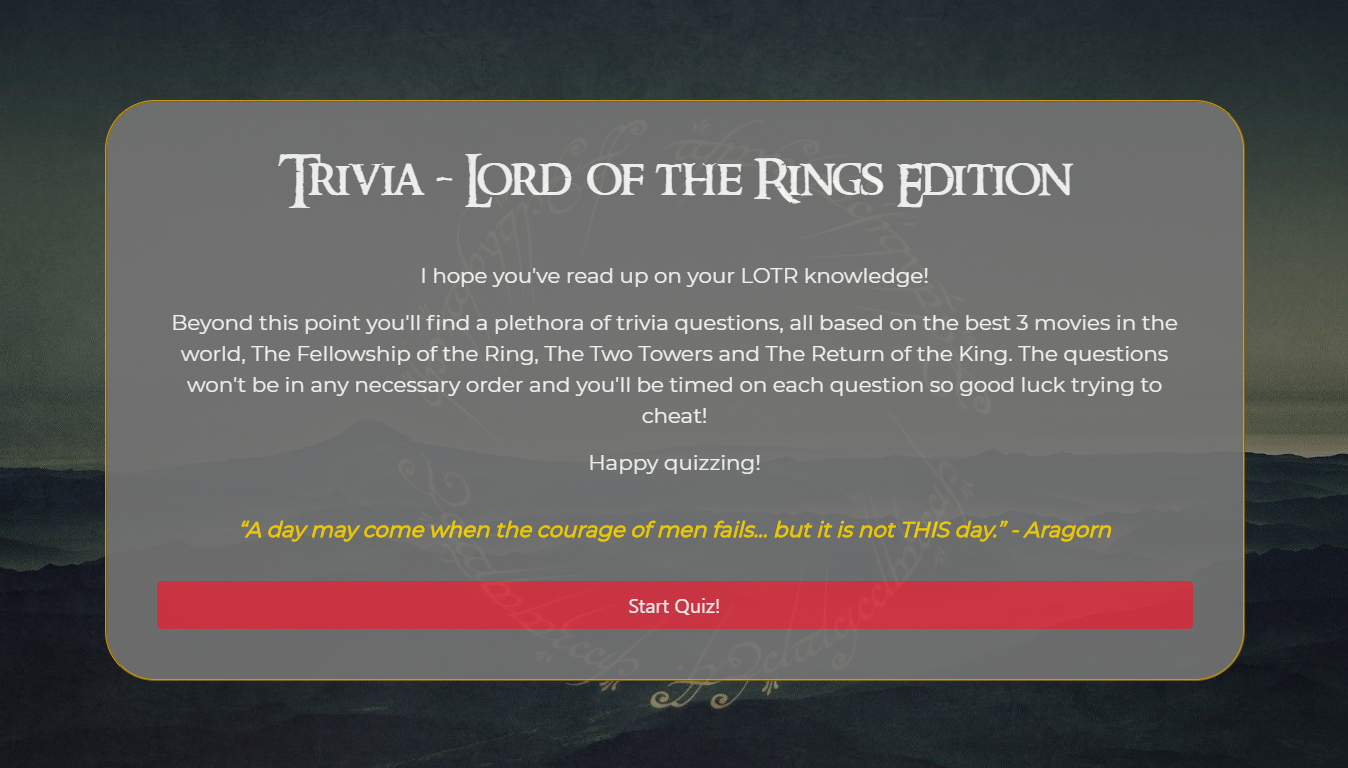 Trivia - Lord of the Rings Edition
I hope you've read up on your LOTR knowledge!
Beyond this point you'll find a plethora of trivia questions, all based on the best 3 movies in the
world, The Fellowship of the Ring, The Two Towers and The Return of the King. The questions
won't be in any necessary order and you'll be timed on each question so good luck trying to
cheat!
Happy quizzing!
“A day may come when the courage of men fails... but it is not THIS day.” - Aragorn
Start Quiz!